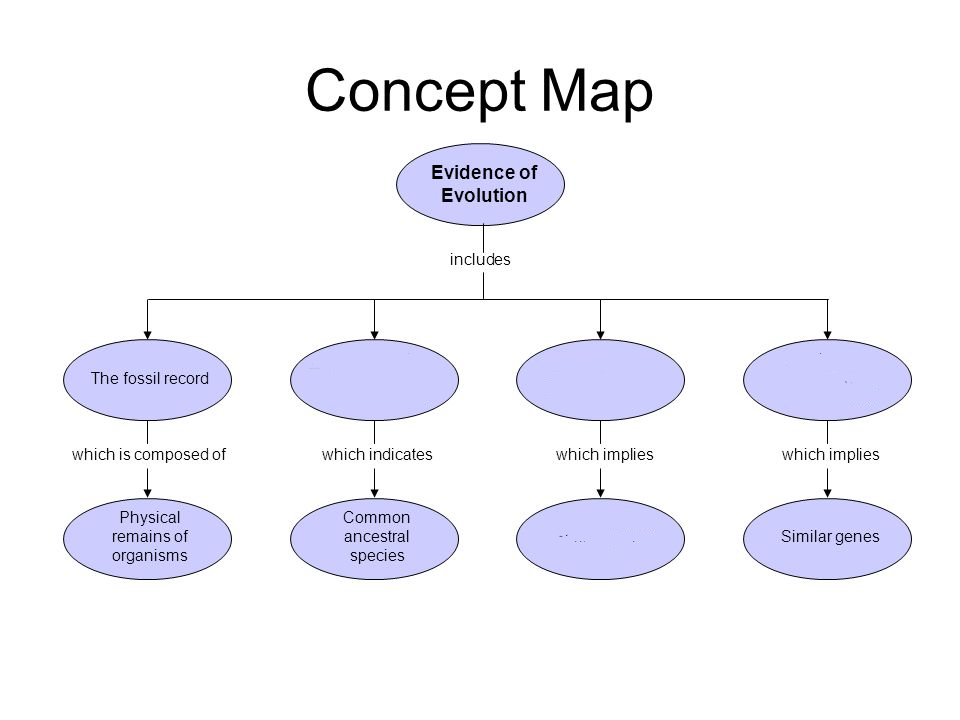 Concept Map
Evidence of
Evolution
includes
The fossil record
which is composed of
which indicates
which implies
which implies
Physical
remains of
organisms
Common
ancestral
species
Similar genes